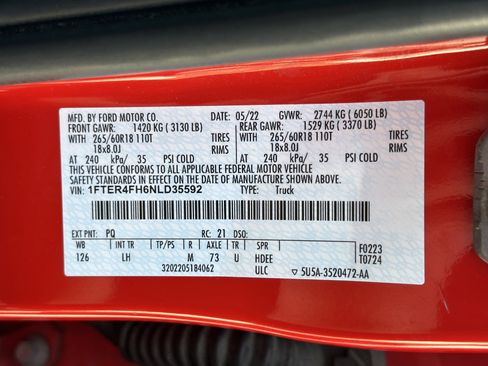 MFD. BY FORD MOTOR CO. 05/22 GVWR: 2744 KG ( 6050 LB)
FRONT GAWR: 1420 KG ( 3130 LB) REAR GAWR: 1529 KG ( 3370 LB)
WITH 265/60R18 110T TIRES WITH 265/60R18 110T TIRES
18x8.0J RIMS 18x8.0J RIMS
AT 240 kPa/ 35 PSI COLD AT 240 kPa/ 35 PSI COLD
THIS VEHICLE CONFORMS TO ALL APPLICABLE FEDERAL MOTOR VEHICLE
SAFETY STANDARDS IN EFFECT ON THE DATE OF MANUFACTURE SHOWN ABOVE.
VIN: 1FTER4FH6NLD35592 TYPE: Truck
EXT PNT: PQ RC: 21 DSO:
WB INT TR TP/PS R AXLE TR SPR F0223
126 LH M 73 U HDEE T0724
3202205184062 ULC ▽ 5U5A-3520472-AA